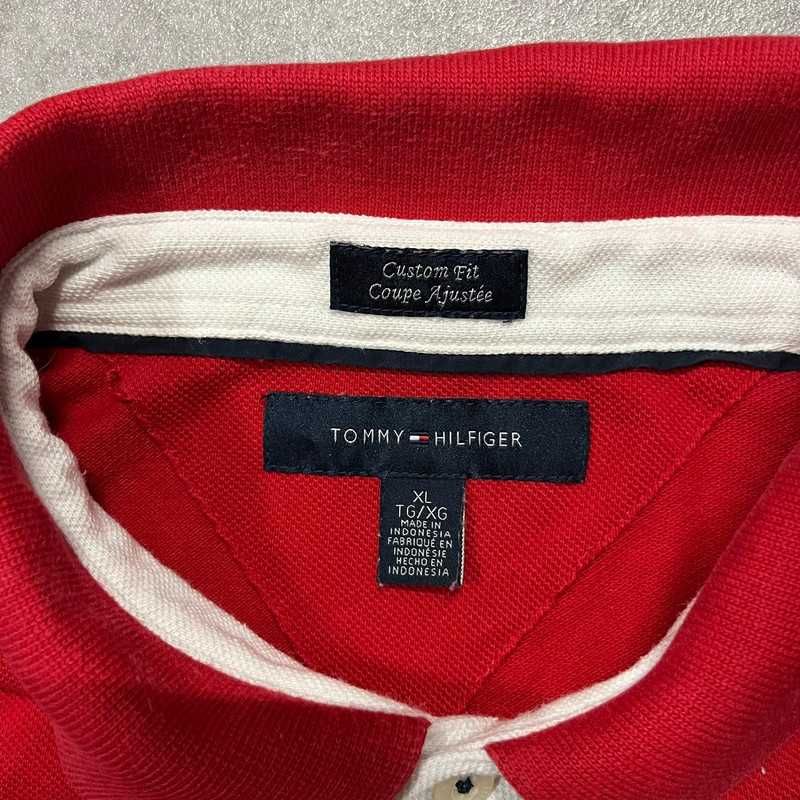 Custom Fit
Coupe Ajustée
TOMMY HILFIGER
XL
TG/XG
MADE IN
INDONESIA
FABRIQUÉ EN
INDONÉSIE
HECHO EN
INDONESIA